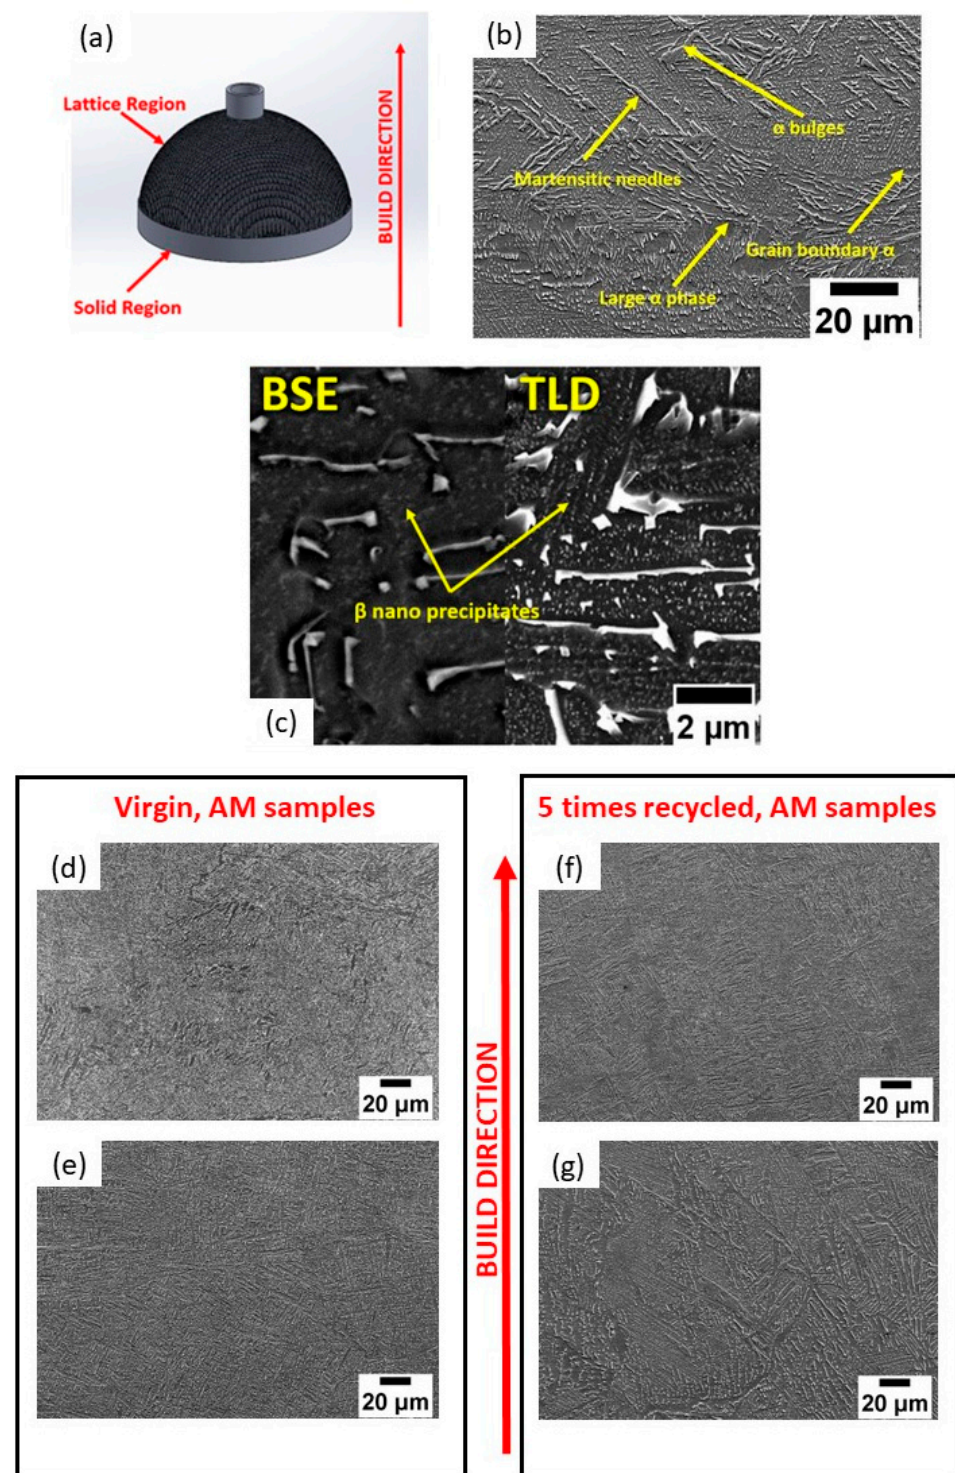 (a)
Lattice Region
BUILD DIRECTION
Solid Region
(b)
α bulges
Martensitic needles
Grain boundary α
Large α phase
20 μm
BSE
TLD
β nano precipitates
(c)
2 μm
Virgin, AM samples
(d)
20 μm
(e)
20 μm
BUILD DIRECTION
5 times recycled, AM samples
(f)
20 μm
(g)
20 μm